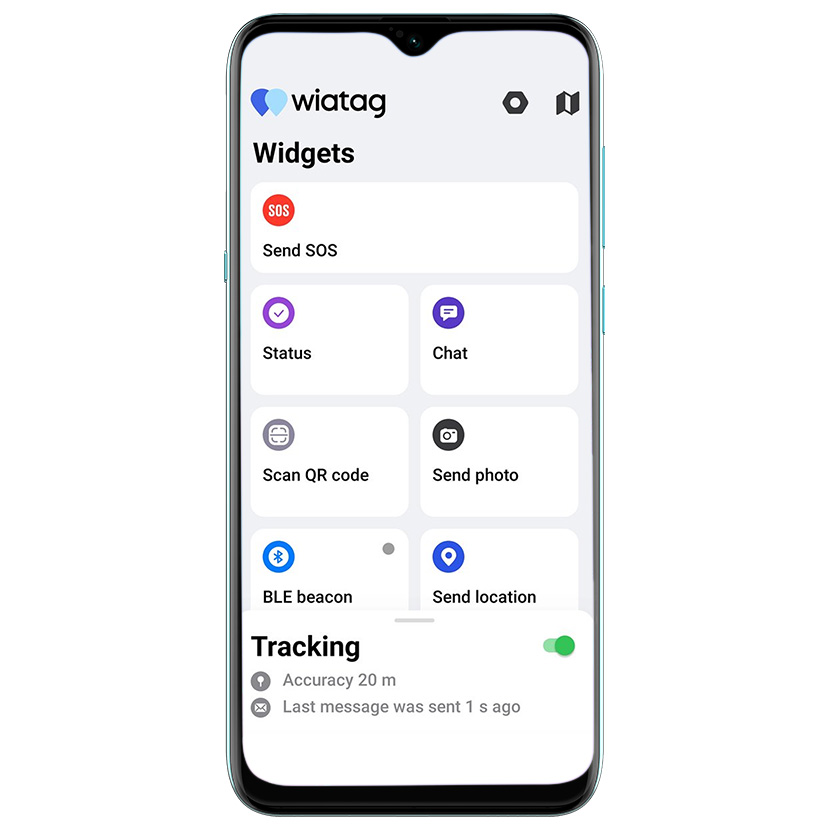 wiatag
Widgets
SOS
Send SOS
Status
Chat
Scan QR code
Send photo
BLE beacon
Send location
Tracking
Accuracy 20 m
Last message was sent 1 s ago